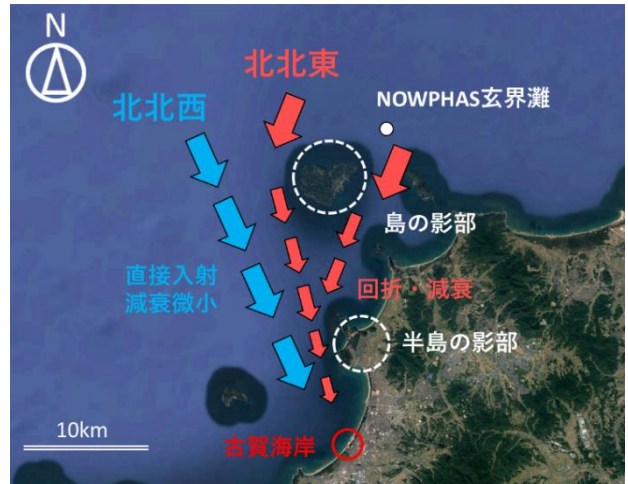 N
北北東
NOWPHAS玄界灘
北北西
島の影部
直接入射
減衰微小
回折・減衰
半島の影部
10km
古賀海岸